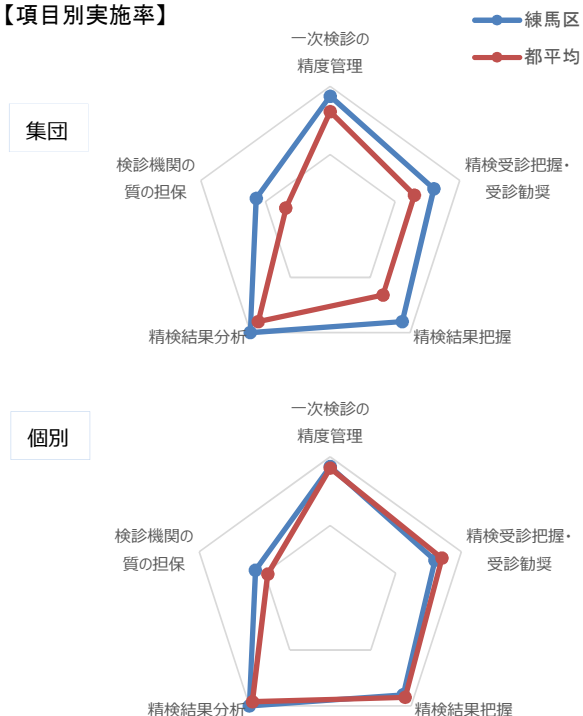 【項目別実施率】
練馬区
都平均
集団
一次検診の
精度管理
検診機関の
質の担保
精検受診把握・
受診勧奨
精検結果分析
精検結果把握
個別
一次検診の
精度管理
検診機関の
質の担保
精検受診把握・
受診勧奨
精検結果分析
精検結果把握